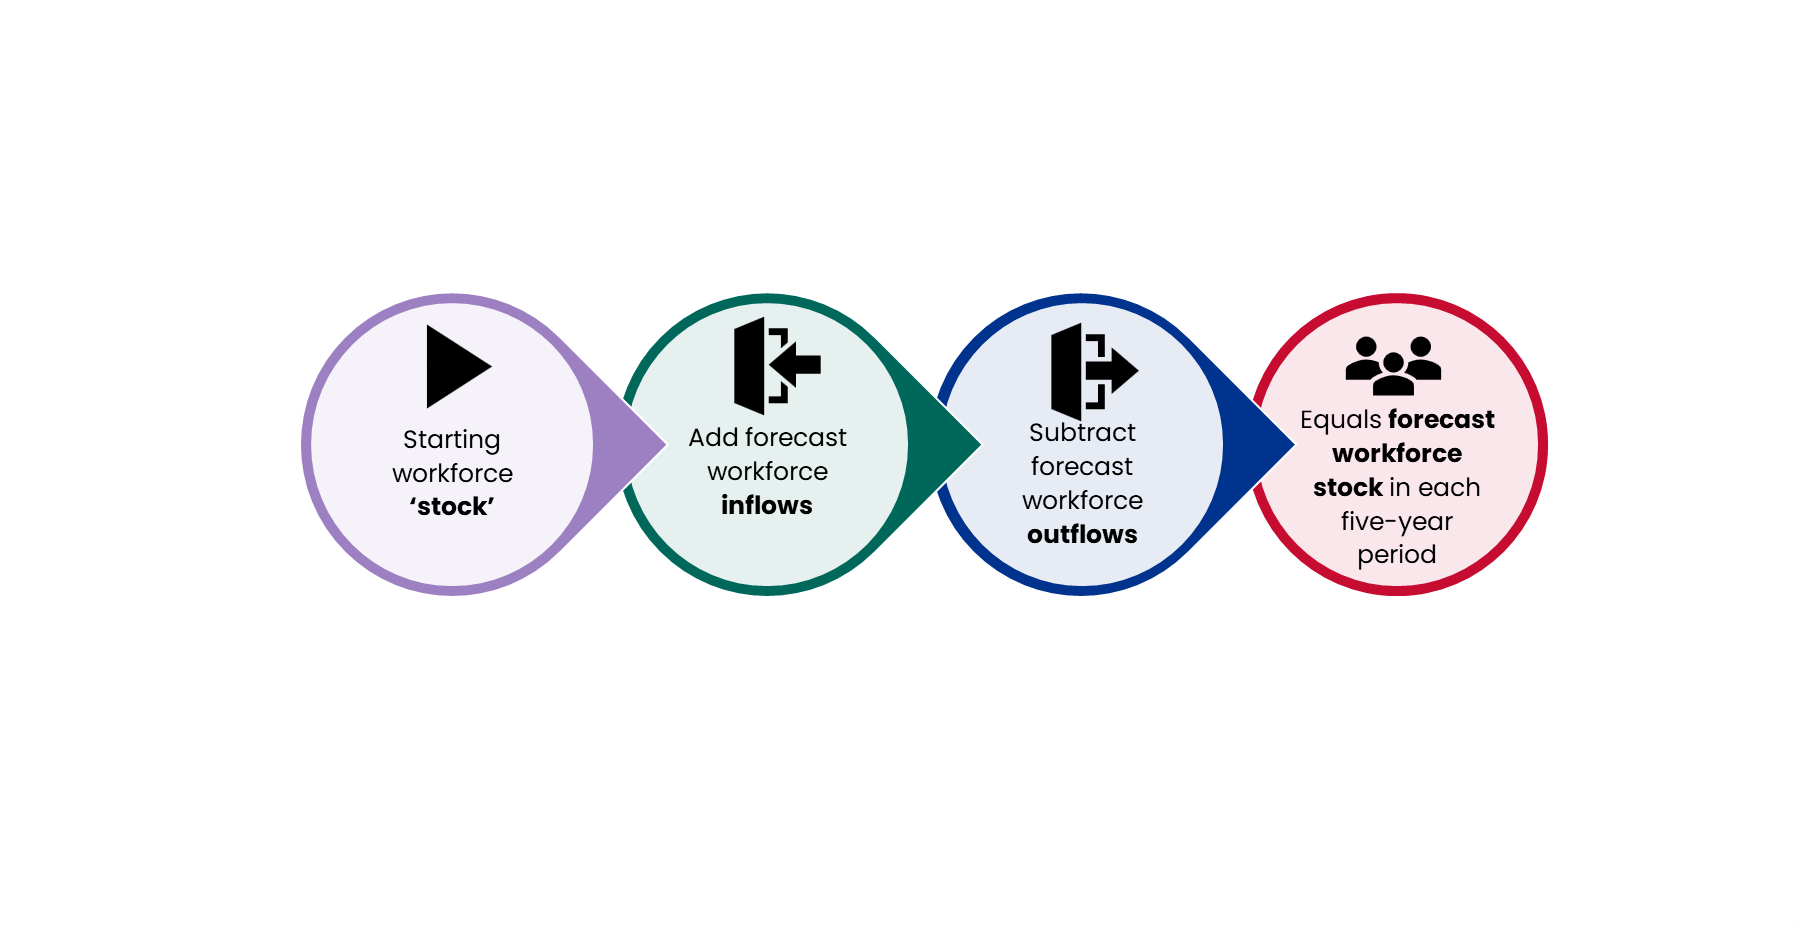 Starting
workforce
‘stock’
Add forecast
workforce
inflows
Subtract
forecast
workforce
outflows
Equals forecast
workforce
stock in each
five-year
period